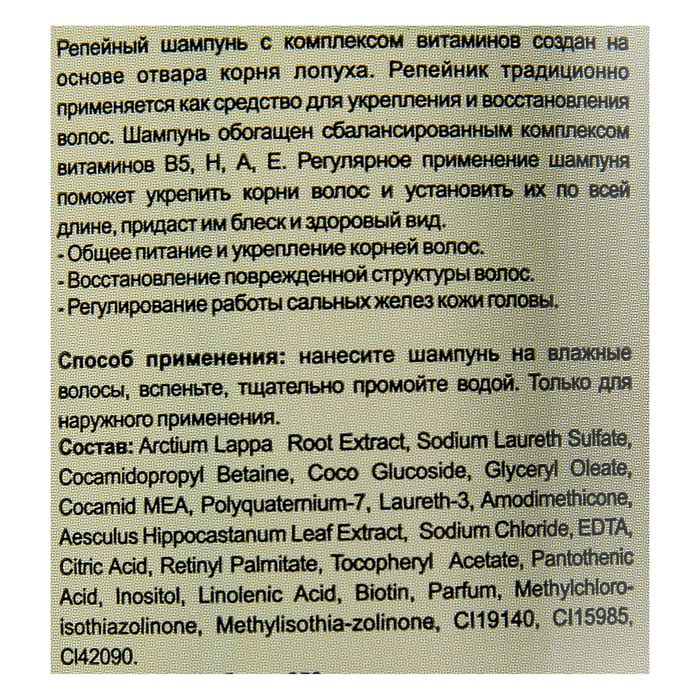 Репейный шампунь с комплексом витаминов создан на
основе отвара корня лопуха. Репейник традиционно
применяется как средство для укрепления и восстановления
волос. Шампунь обогащен сбалансированным комплексом
витаминов В5, Н, А, Е. Регулярное применение шампуня
поможет укрепить корни волос и установить их по всей
длине, придаст им блеск и здоровый вид.
- Общее питание и укрепление корней волос.
- Восстановление поврежденной структуры волос.
- Регулирование работы сальных желез кожи головы.
Способ применения: нанесите шампунь на влажные
волосы, вспеньте, тщательно промойте водой. Только для
наружного применения.
Состав: Arctium Lappa Root Extract, Sodium Laureth Sulfate,
Cocamidopropyl Betaine, Coco Glucoside, Glyceryl Oleate,
Cocamid MEA, Polyquaternium-7, Laureth-3, Amodimethicone,
Aesculus Hippocastanum Leaf Extract, Sodium Chloride, EDTA,
Citric Acid, Retinyl Palmitate, Tocopheryl Acetate, Pantothenic
Acid, Inositol, Linolenic Acid, Biotin, Parfum, Methylchloro-
isothiazolinone, Methylisothia-zolinone, CI19140, CI15985,
CI42090.